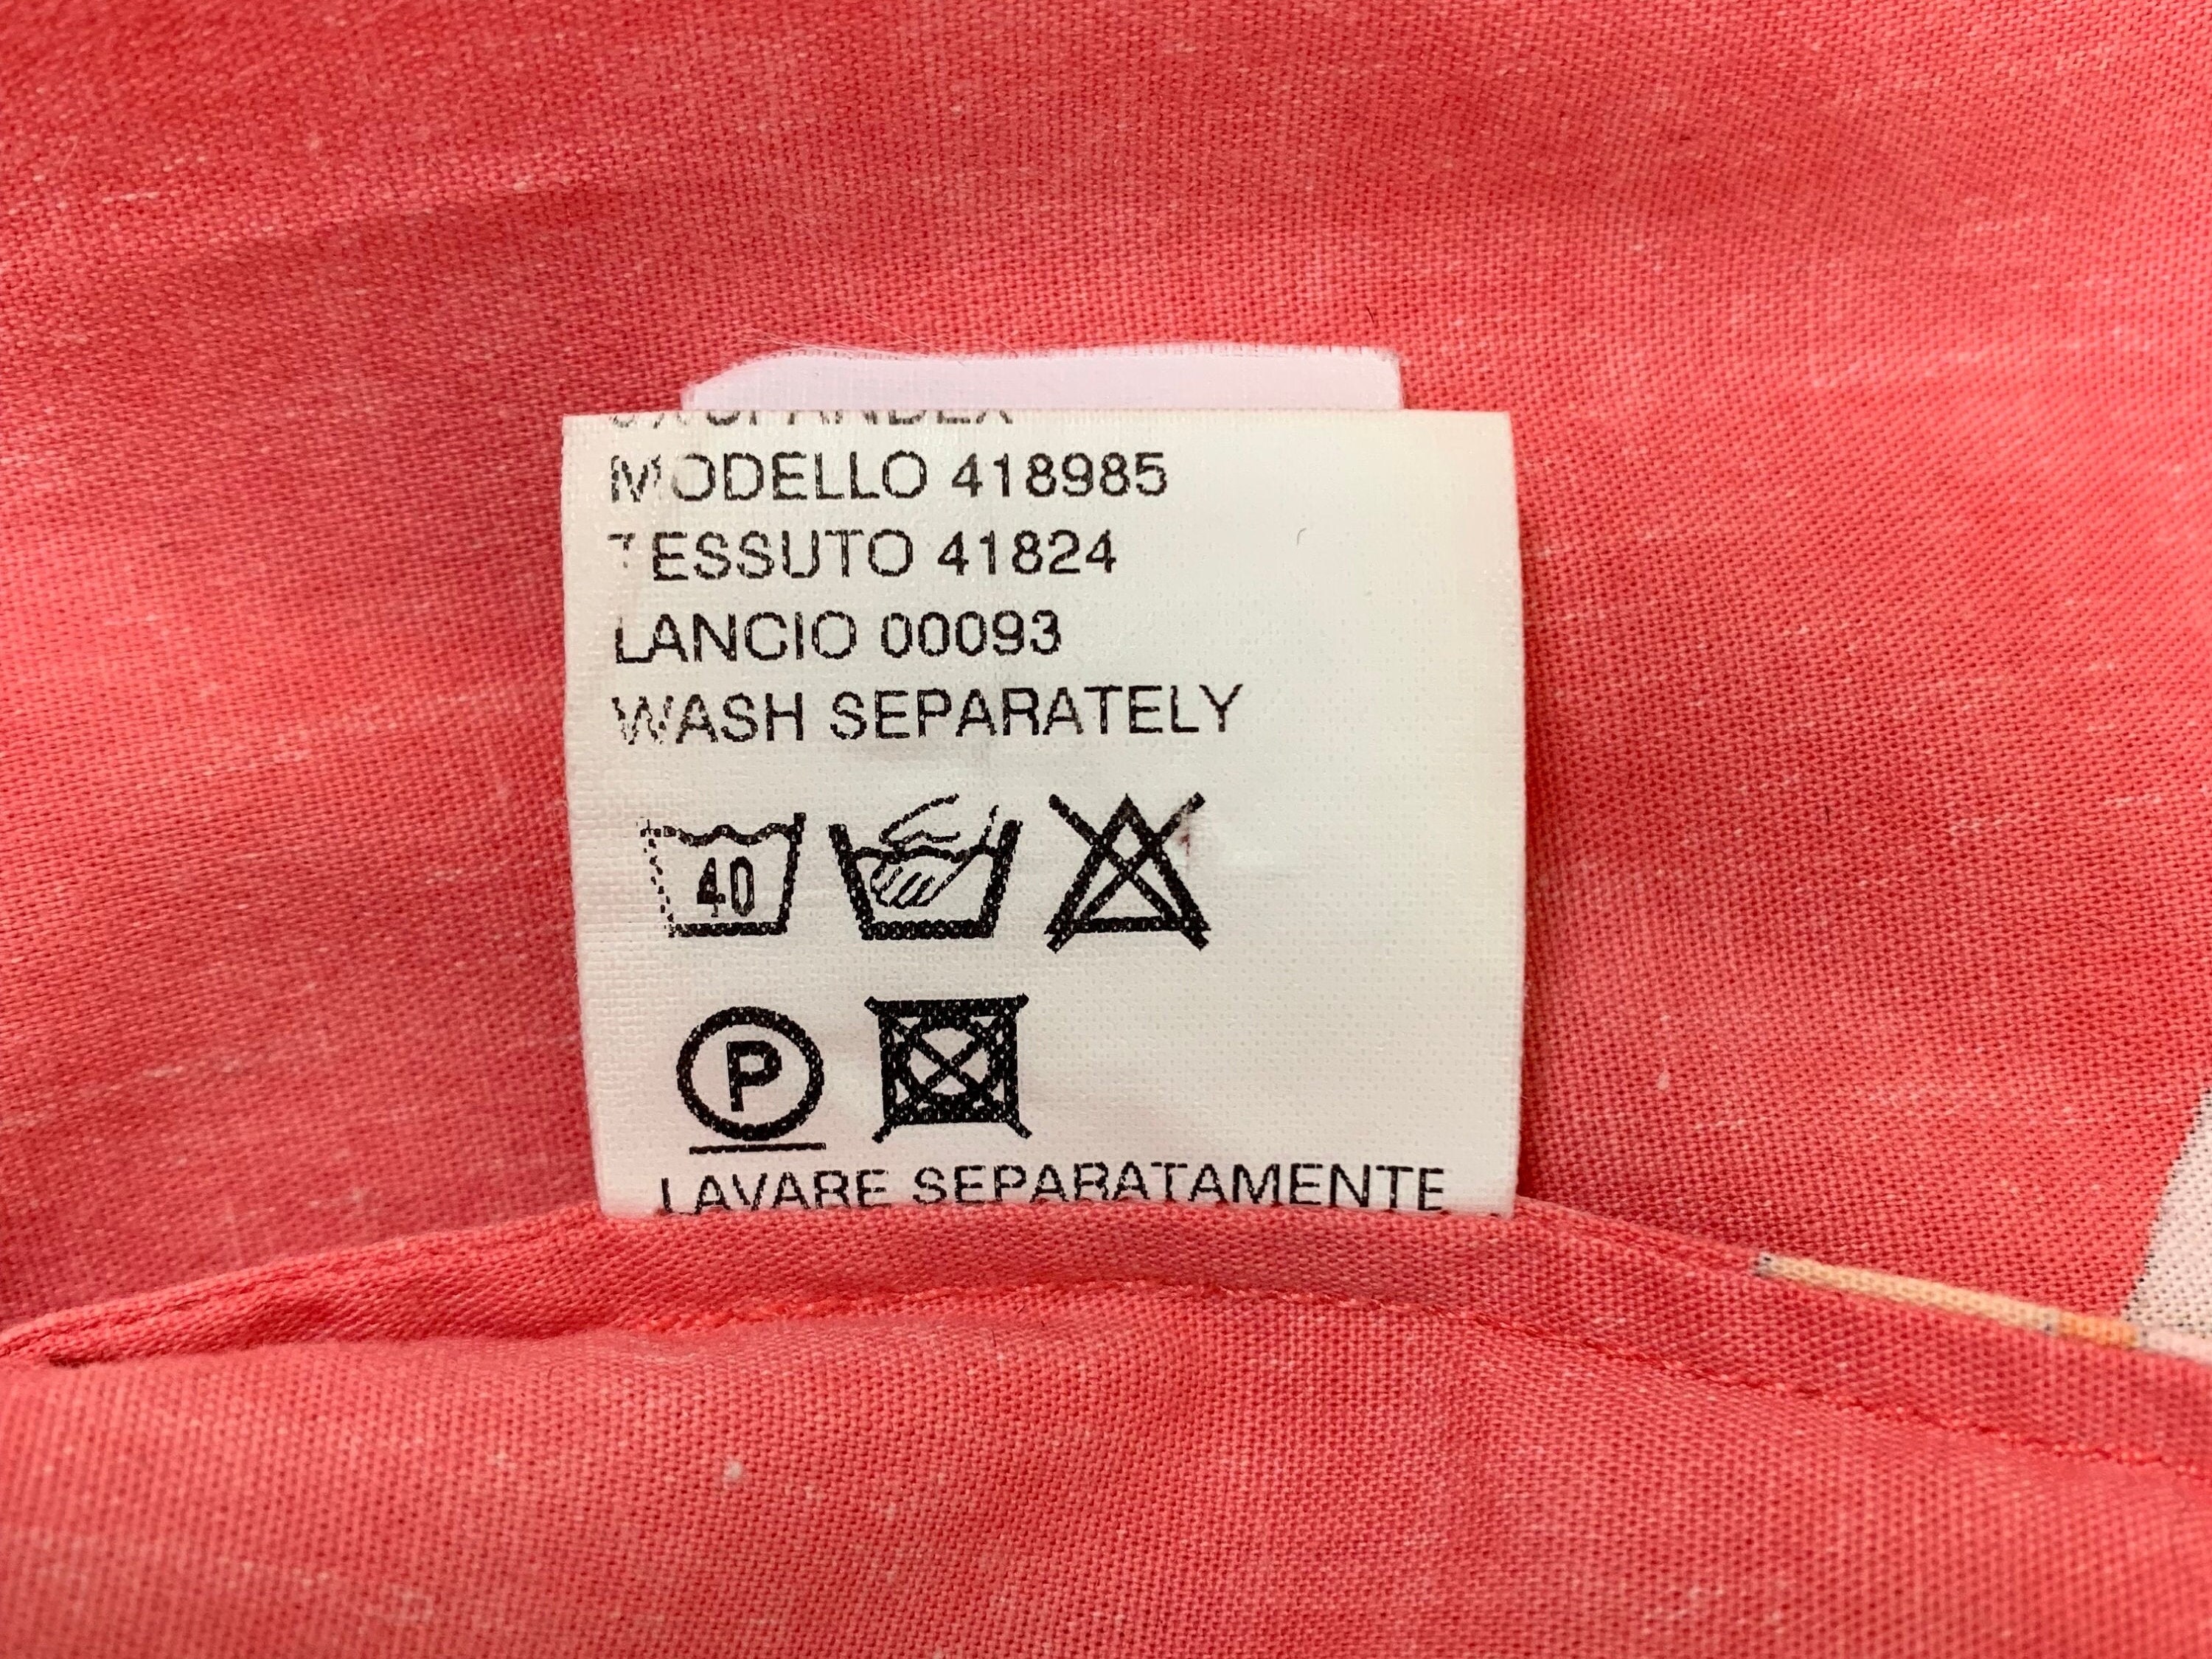 MODELLO 418985
TESSUTO 41824
LANCIO 00093
WASH SEPARATELY
40
P
LAVARE SEPARATAMENTE